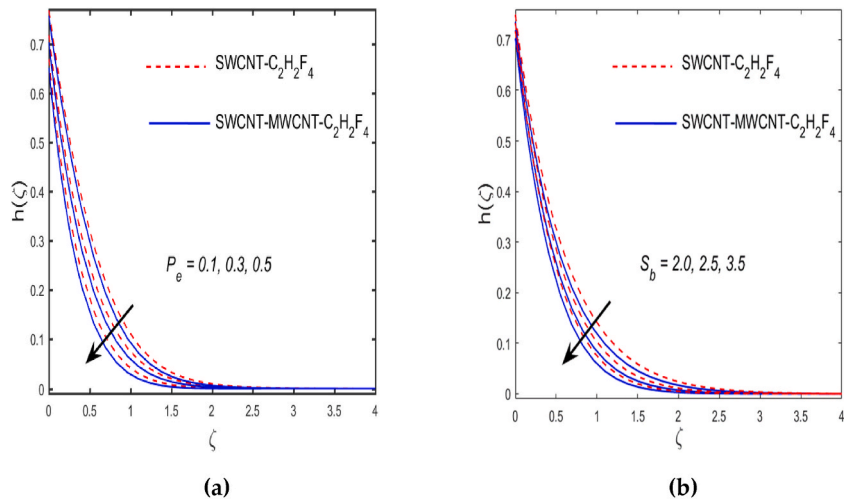 0.7
0.6
0.5
0.4
0.3
0.2
0.1
0
h(ζ)
SWCNT-C₂H₂F₄
SWCNT-MWCNT-C₂H₂F₄
Pₑ = 0.1, 0.3, 0.5
0 0.5 1 1.5 2 2.5 3 3.5 4
ζ
(a)
0.7
0.6
0.5
0.4
0.3
0.2
0.1
0
h(ζ)
SWCNT-C₂H₂F₄
SWCNT-MWCNT-C₂H₂F₄
S_b = 2.0, 2.5, 3.5
0 0.5 1 1.5 2 2.5 3 3.5 4
ζ
(b)